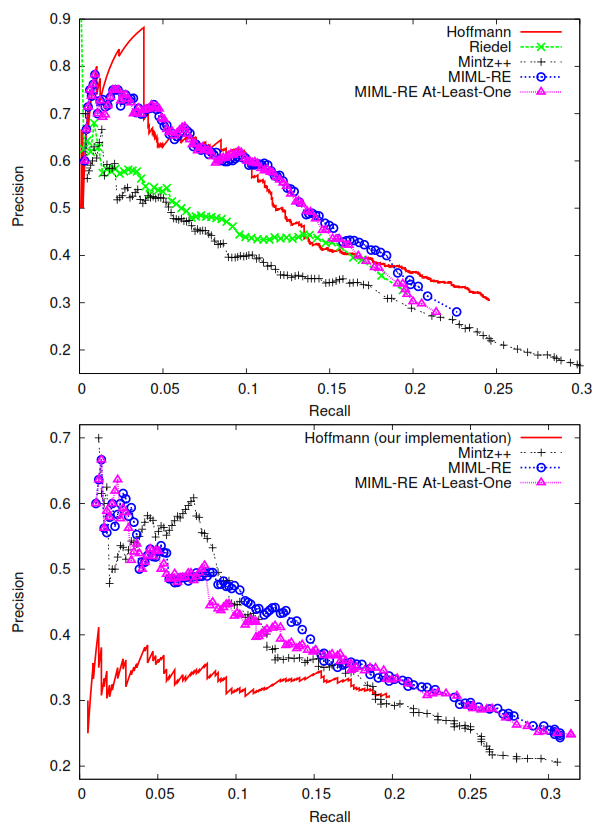 0.9
0.8
0.7
0.6
0.5
0.4
0.3
0.2
Precision
Hoffmann
Riedel
Mintz++
MIML-RE
MIML-RE At-Least-One
0 0.05 0.1 0.15 0.2 0.25 0.3
Recall
0.7
0.6
0.5
0.4
0.3
0.2
Precision
Hoffmann (our implementation)
Mintz++
MIML-RE
MIML-RE At-Least-One
0 0.05 0.1 0.15 0.2 0.25 0.3
Recall